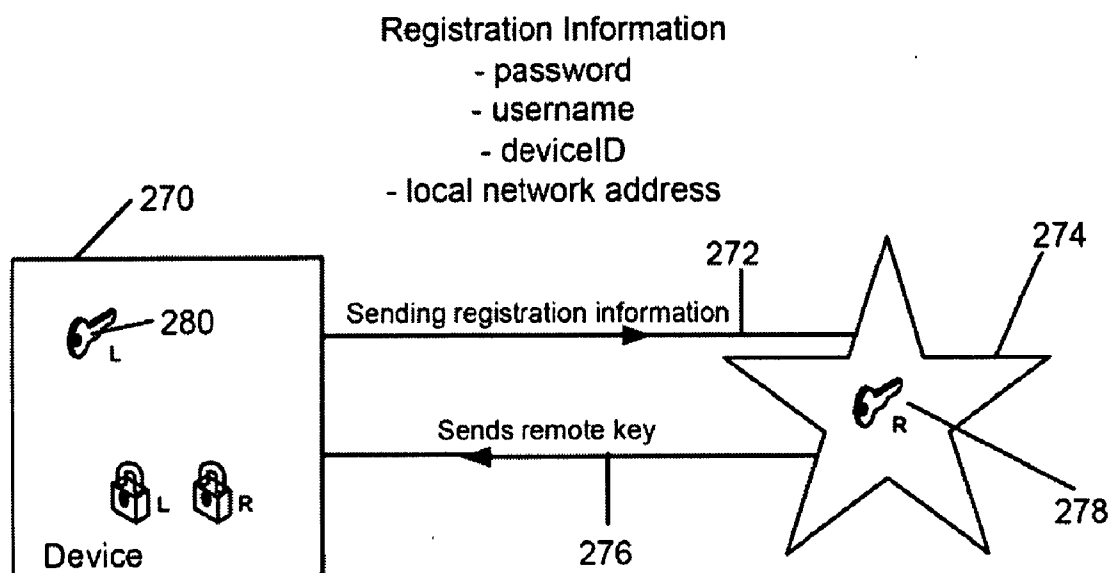 Registration Information
- password
- username
- deviceID
- local network address
270
272
274
Sending registration information
280
L
R
Sends remote key
L
R
278
276
Device